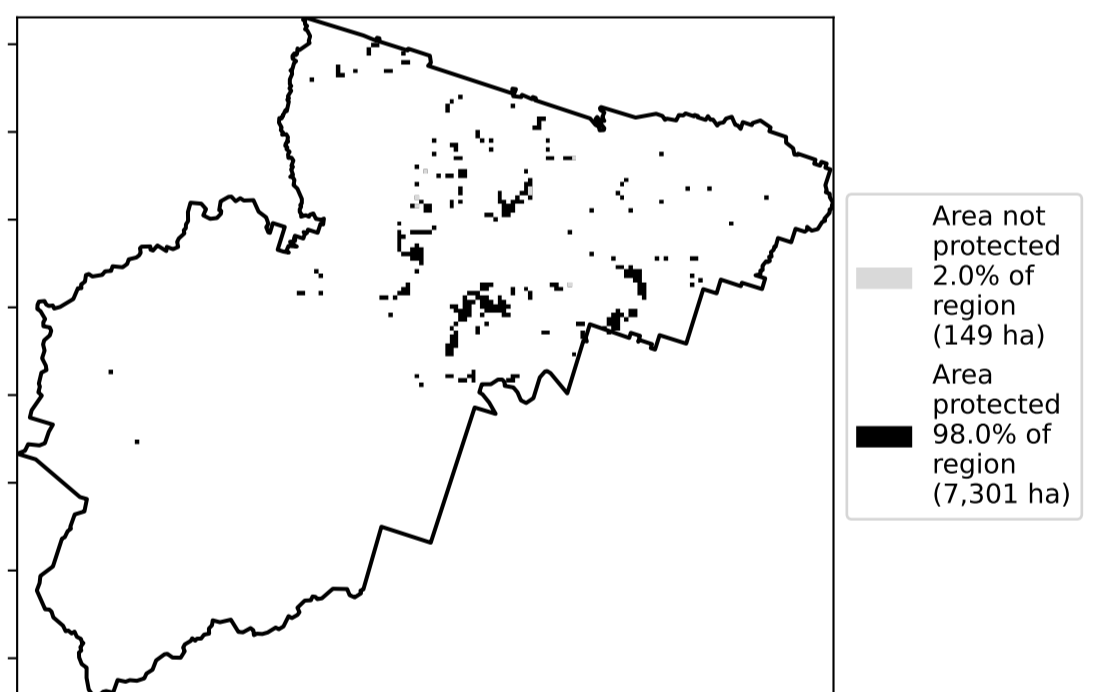 Area not
protected
2.0% of
region
(149 ha)
Area
protected
98.0% of
region
(7,301 ha)